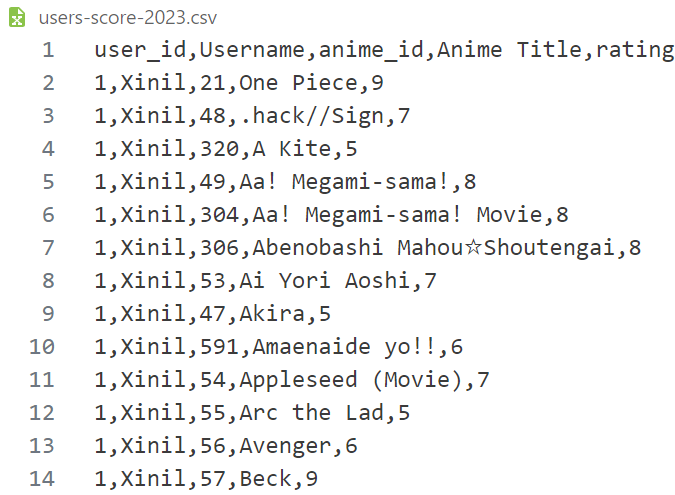 users-score-2023.csv
1 user_id,Username,anime_id,Anime Title,rating
2 1,Xinil,21,One Piece,9
3 1,Xinil,48,.hack//Sign,7
4 1,Xinil,320,A Kite,5
5 1,Xinil,49,Aa! Megami-sama!,8
6 1,Xinil,304,Aa! Megami-sama! Movie,8
7 1,Xinil,306,Abenobashi Mahou☆Shoutengai,8
8 1,Xinil,53,Ai Yori Aoshi,7
9 1,Xinil,47,Akira,5
10 1,Xinil,591,Amaenaide yo!!,6
11 1,Xinil,54,Appleseed (Movie),7
12 1,Xinil,55,Arc the Lad,5
13 1,Xinil,56,Avenger,6
14 1,Xinil,57,Beck,9